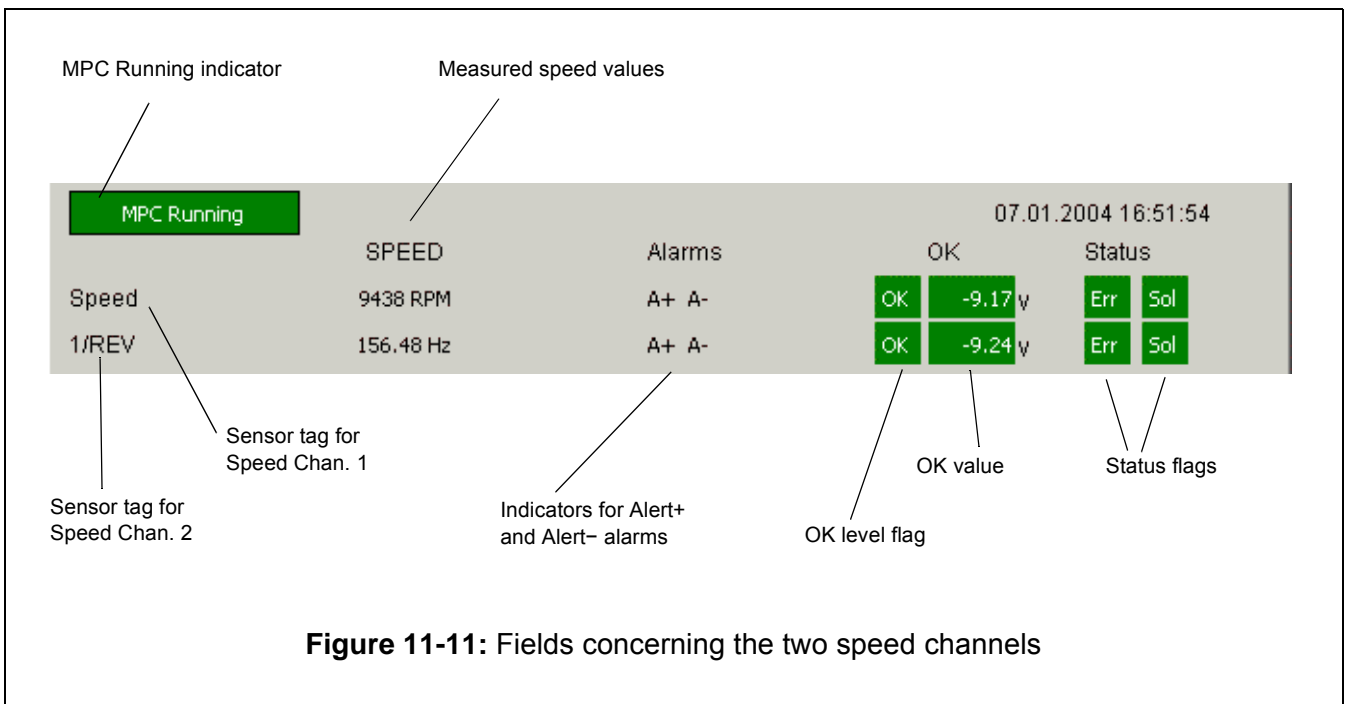 MPC Running indicator
Measured speed values
MPC Running
07.01.2004 16:51:54
SPEED Alarms OK Status
Speed 9438 RPM A+ A- OK -9.17 V Err Sol
1/REV 156.48 Hz A+ A- OK -9.24 V Err Sol
Sensor tag for
Speed Chan. 1
Sensor tag for
Speed Chan. 2
Indicators for Alert+
and Alert− alarms
OK level flag
OK value
Status flags
Figure 11-11: Fields concerning the two speed channels